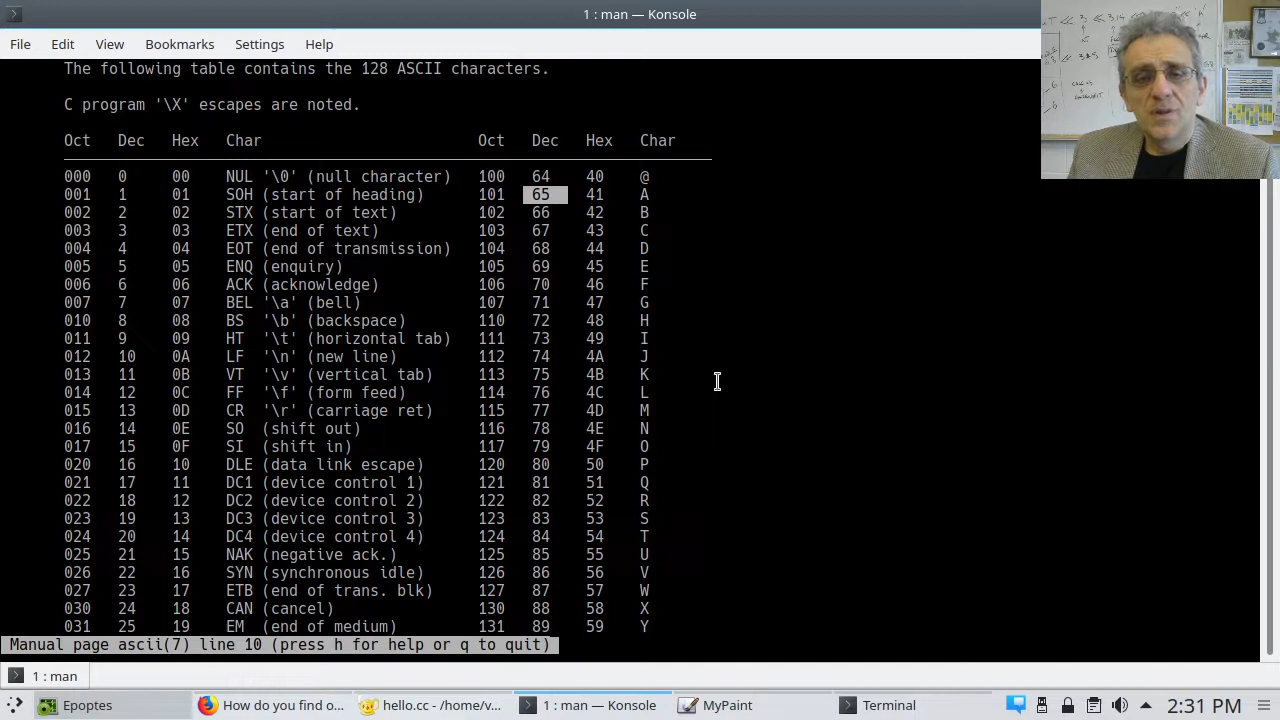 1 : man — Konsole
File Edit View Bookmarks Settings Help
The following table contains the 128 ASCII characters.
C program '\X' escapes are noted.
Oct Dec Hex Char Oct Dec Hex Char
000 0 00 NUL '\0' (null character) 100 64 40 @
001 1 01 SOH (start of heading) 101 65 41 A
002 2 02 STX (start of text) 102 66 42 B
003 3 03 ETX (end of text) 103 67 43 C
004 4 04 EOT (end of transmission) 104 68 44 D
005 5 05 ENQ (enquiry) 105 69 45 E
006 6 06 ACK (acknowledge) 106 70 46 F
007 7 07 BEL '\a' (bell) 107 71 47 G
010 8 08 BS '\b' (backspace) 110 72 48 H
011 9 09 HT '\t' (horizontal tab) 111 73 49 I
012 10 0A LF '\n' (new line) 112 74 4A J
013 11 0B VT '\v' (vertical tab) 113 75 4B K
014 12 0C FF '\f' (form feed) 114 76 4C L
015 13 0D CR '\r' (carriage ret) 115 77 4D M
016 14 0E SO (shift out) 116 78 4E N
017 15 0F SI (shift in) 117 79 4F O
020 16 10 DLE (data link escape) 120 80 50 P
021 17 11 DC1 (device control 1) 121 81 51 Q
022 18 12 DC2 (device control 2) 122 82 52 R
023 19 13 DC3 (device control 3) 123 83 53 S
024 20 14 DC4 (device control 4) 124 84 54 T
025 21 15 NAK (negative ack.) 125 85 55 U
026 22 16 SYN (synchronous idle) 126 86 56 V
027 23 17 ETB (end of trans. blk) 127 87 57 W
030 24 18 CAN (cancel) 130 88 58 X
031 25 19 EM (end of medium) 131 89 59 Y
Manual page ascii(7) line 10 (press h for help or q to quit)
1 : man
Epoptes How do you find o... hello.cc - /home/v... 1 : man — Konsole MyPaint Terminal 2:31 PM